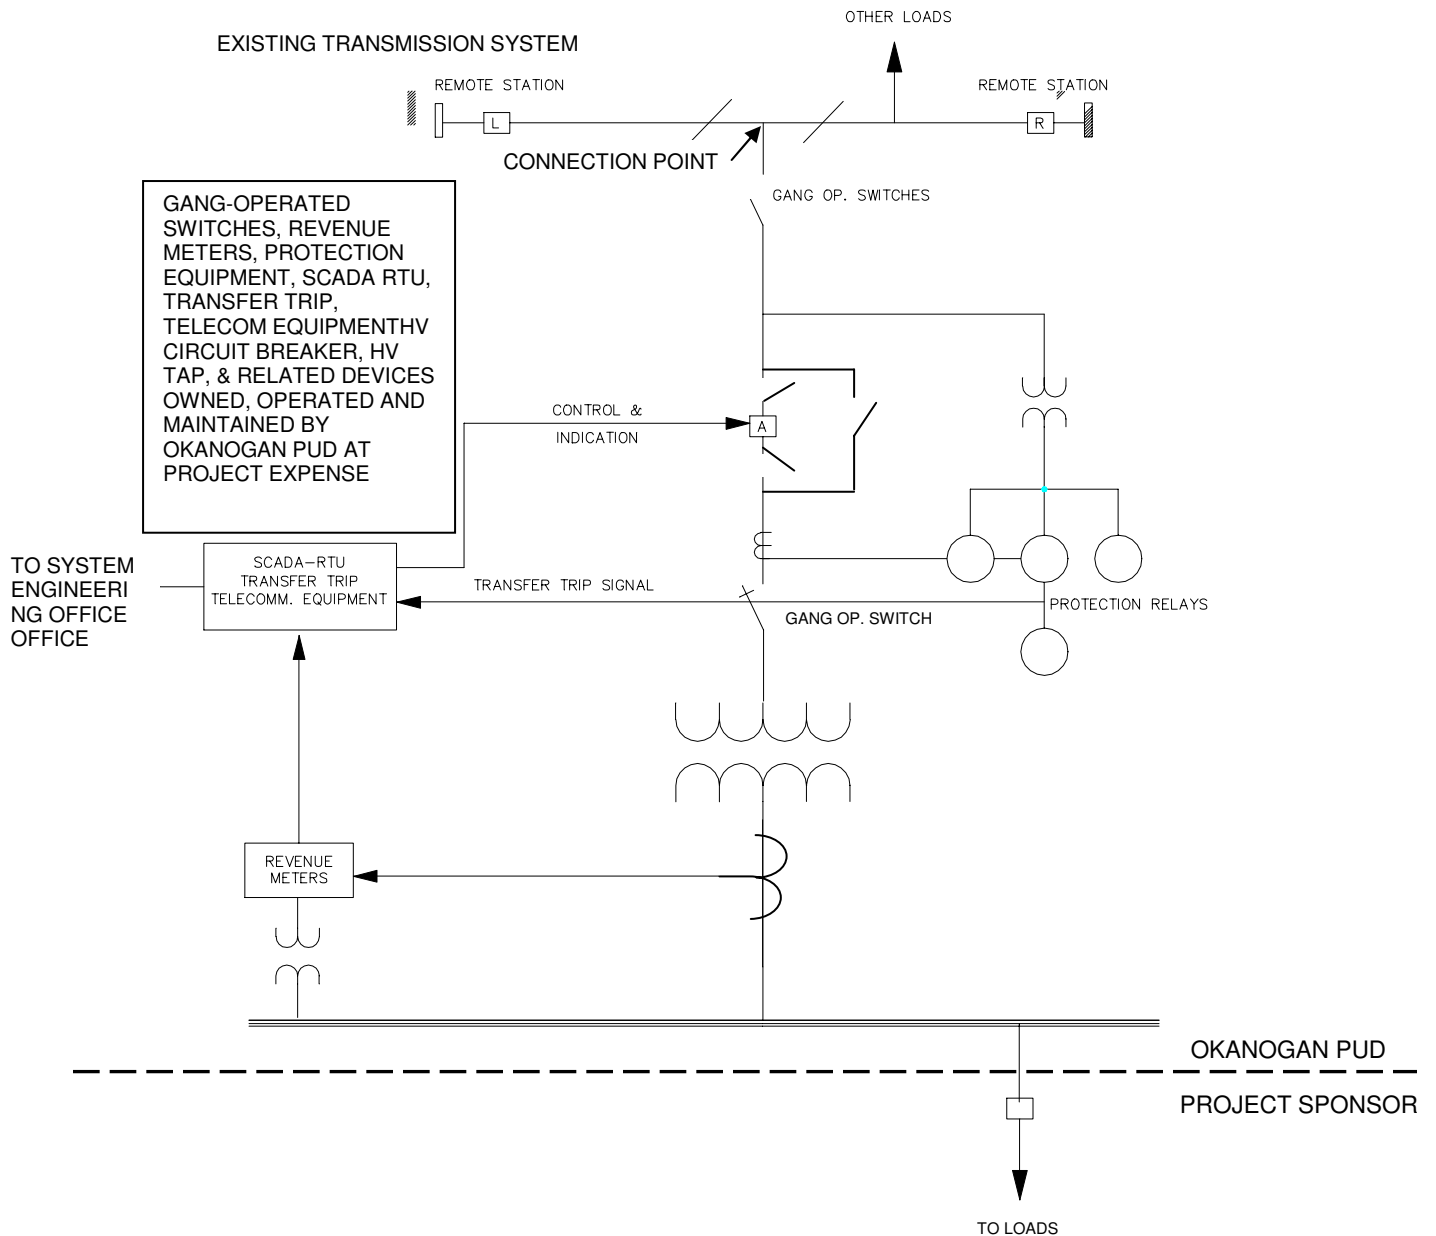 OTHER LOADS
EXISTING TRANSMISSION SYSTEM
REMOTE STATION
REMOTE STATION
L
R
CONNECTION POINT
GANG OP. SWITCHES
GANG-OPERATED
SWITCHES, REVENUE
METERS, PROTECTION
EQUIPMENT, SCADA RTU,
TRANSFER TRIP,
TELECOM EQUIPMENTHV
CIRCUIT BREAKER, HV
TAP, & RELATED DEVICES
OWNED, OPERATED AND
MAINTAINED BY
OKANOGAN PUD AT
PROJECT EXPENSE
CONTROL &
INDICATION
A
TO SYSTEM
ENGINEERI
NG OFFICE
OFFICE
SCADA-RTU
TRANSFER TRIP
TELECOMM. EQUIPMENT
TRANSFER TRIP SIGNAL
GANG OP. SWITCH
PROTECTION RELAYS
REVENUE
METERS
OKANOGAN PUD
PROJECT SPONSOR
TO LOADS